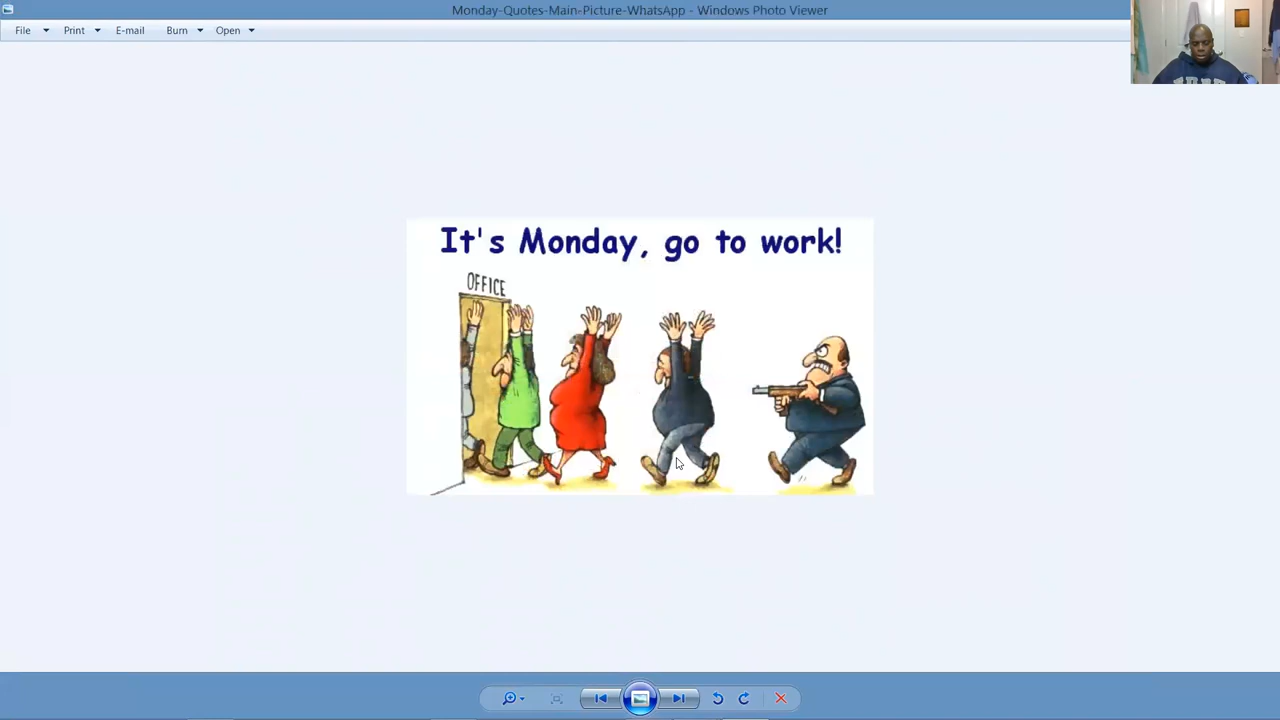 Monday-Quotes-Main-Picture-WhatsApp - Windows Photo Viewer
File Print E-mail Burn Open
It's Monday, go to work!
OFFICE